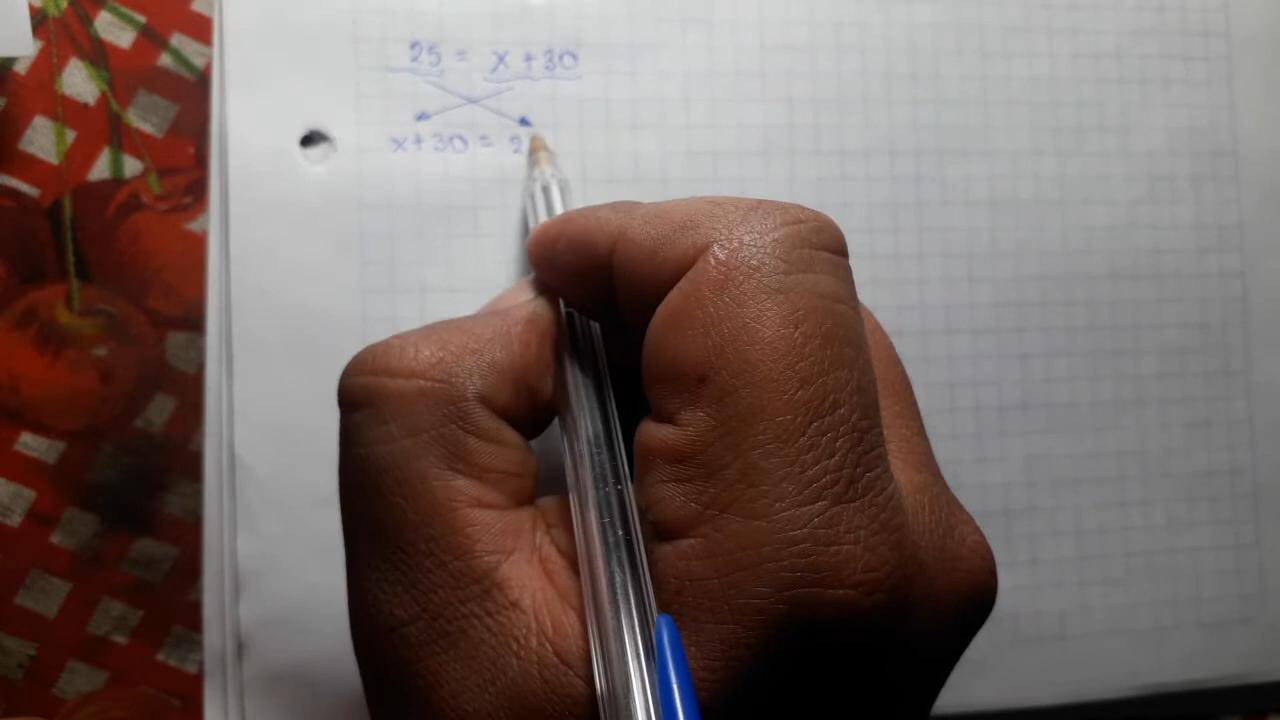 25 = x + 30
x + 30 = 2